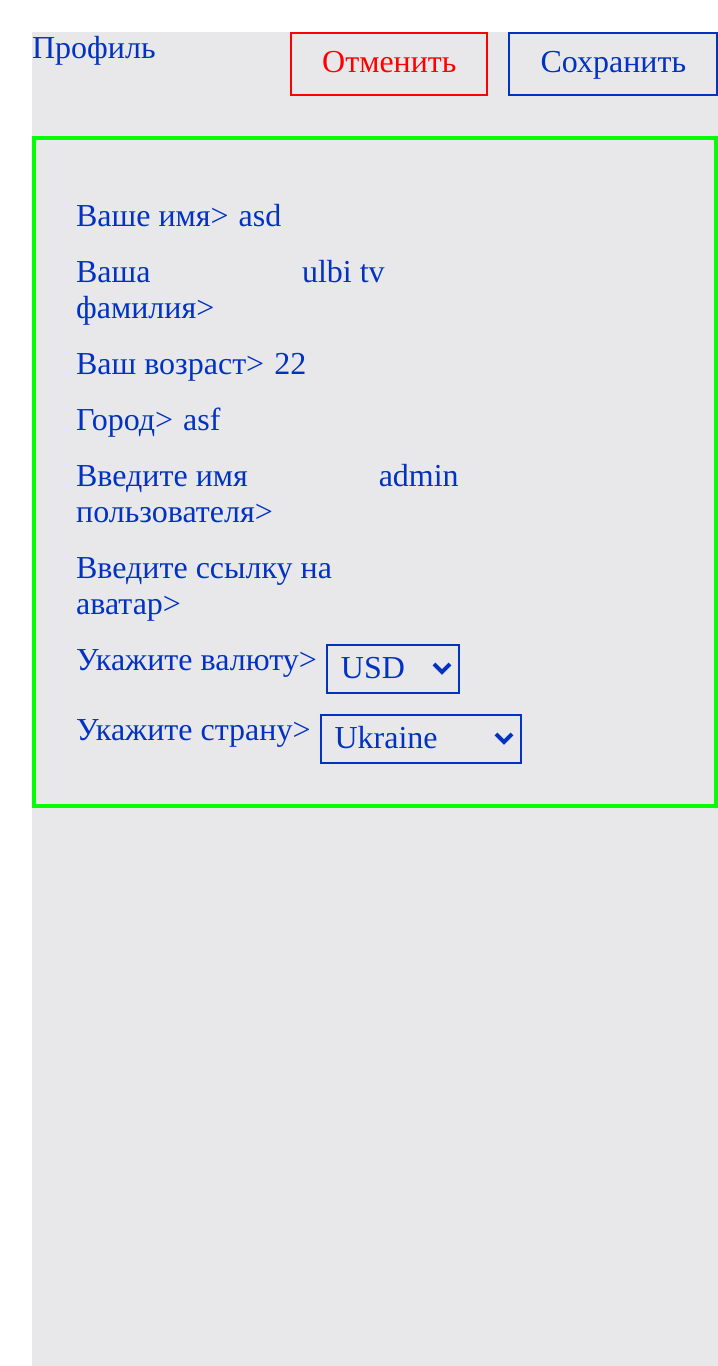 Профиль Отменить Сохранить
Ваше имя> asd
Ваша ulbi tv
фамилия>
Ваш возраст> 22
Город> asf
Введите имя admin
пользователя>
Введите ссылку на
аватар>
Укажите валюту> USD
Укажите страну> Ukraine